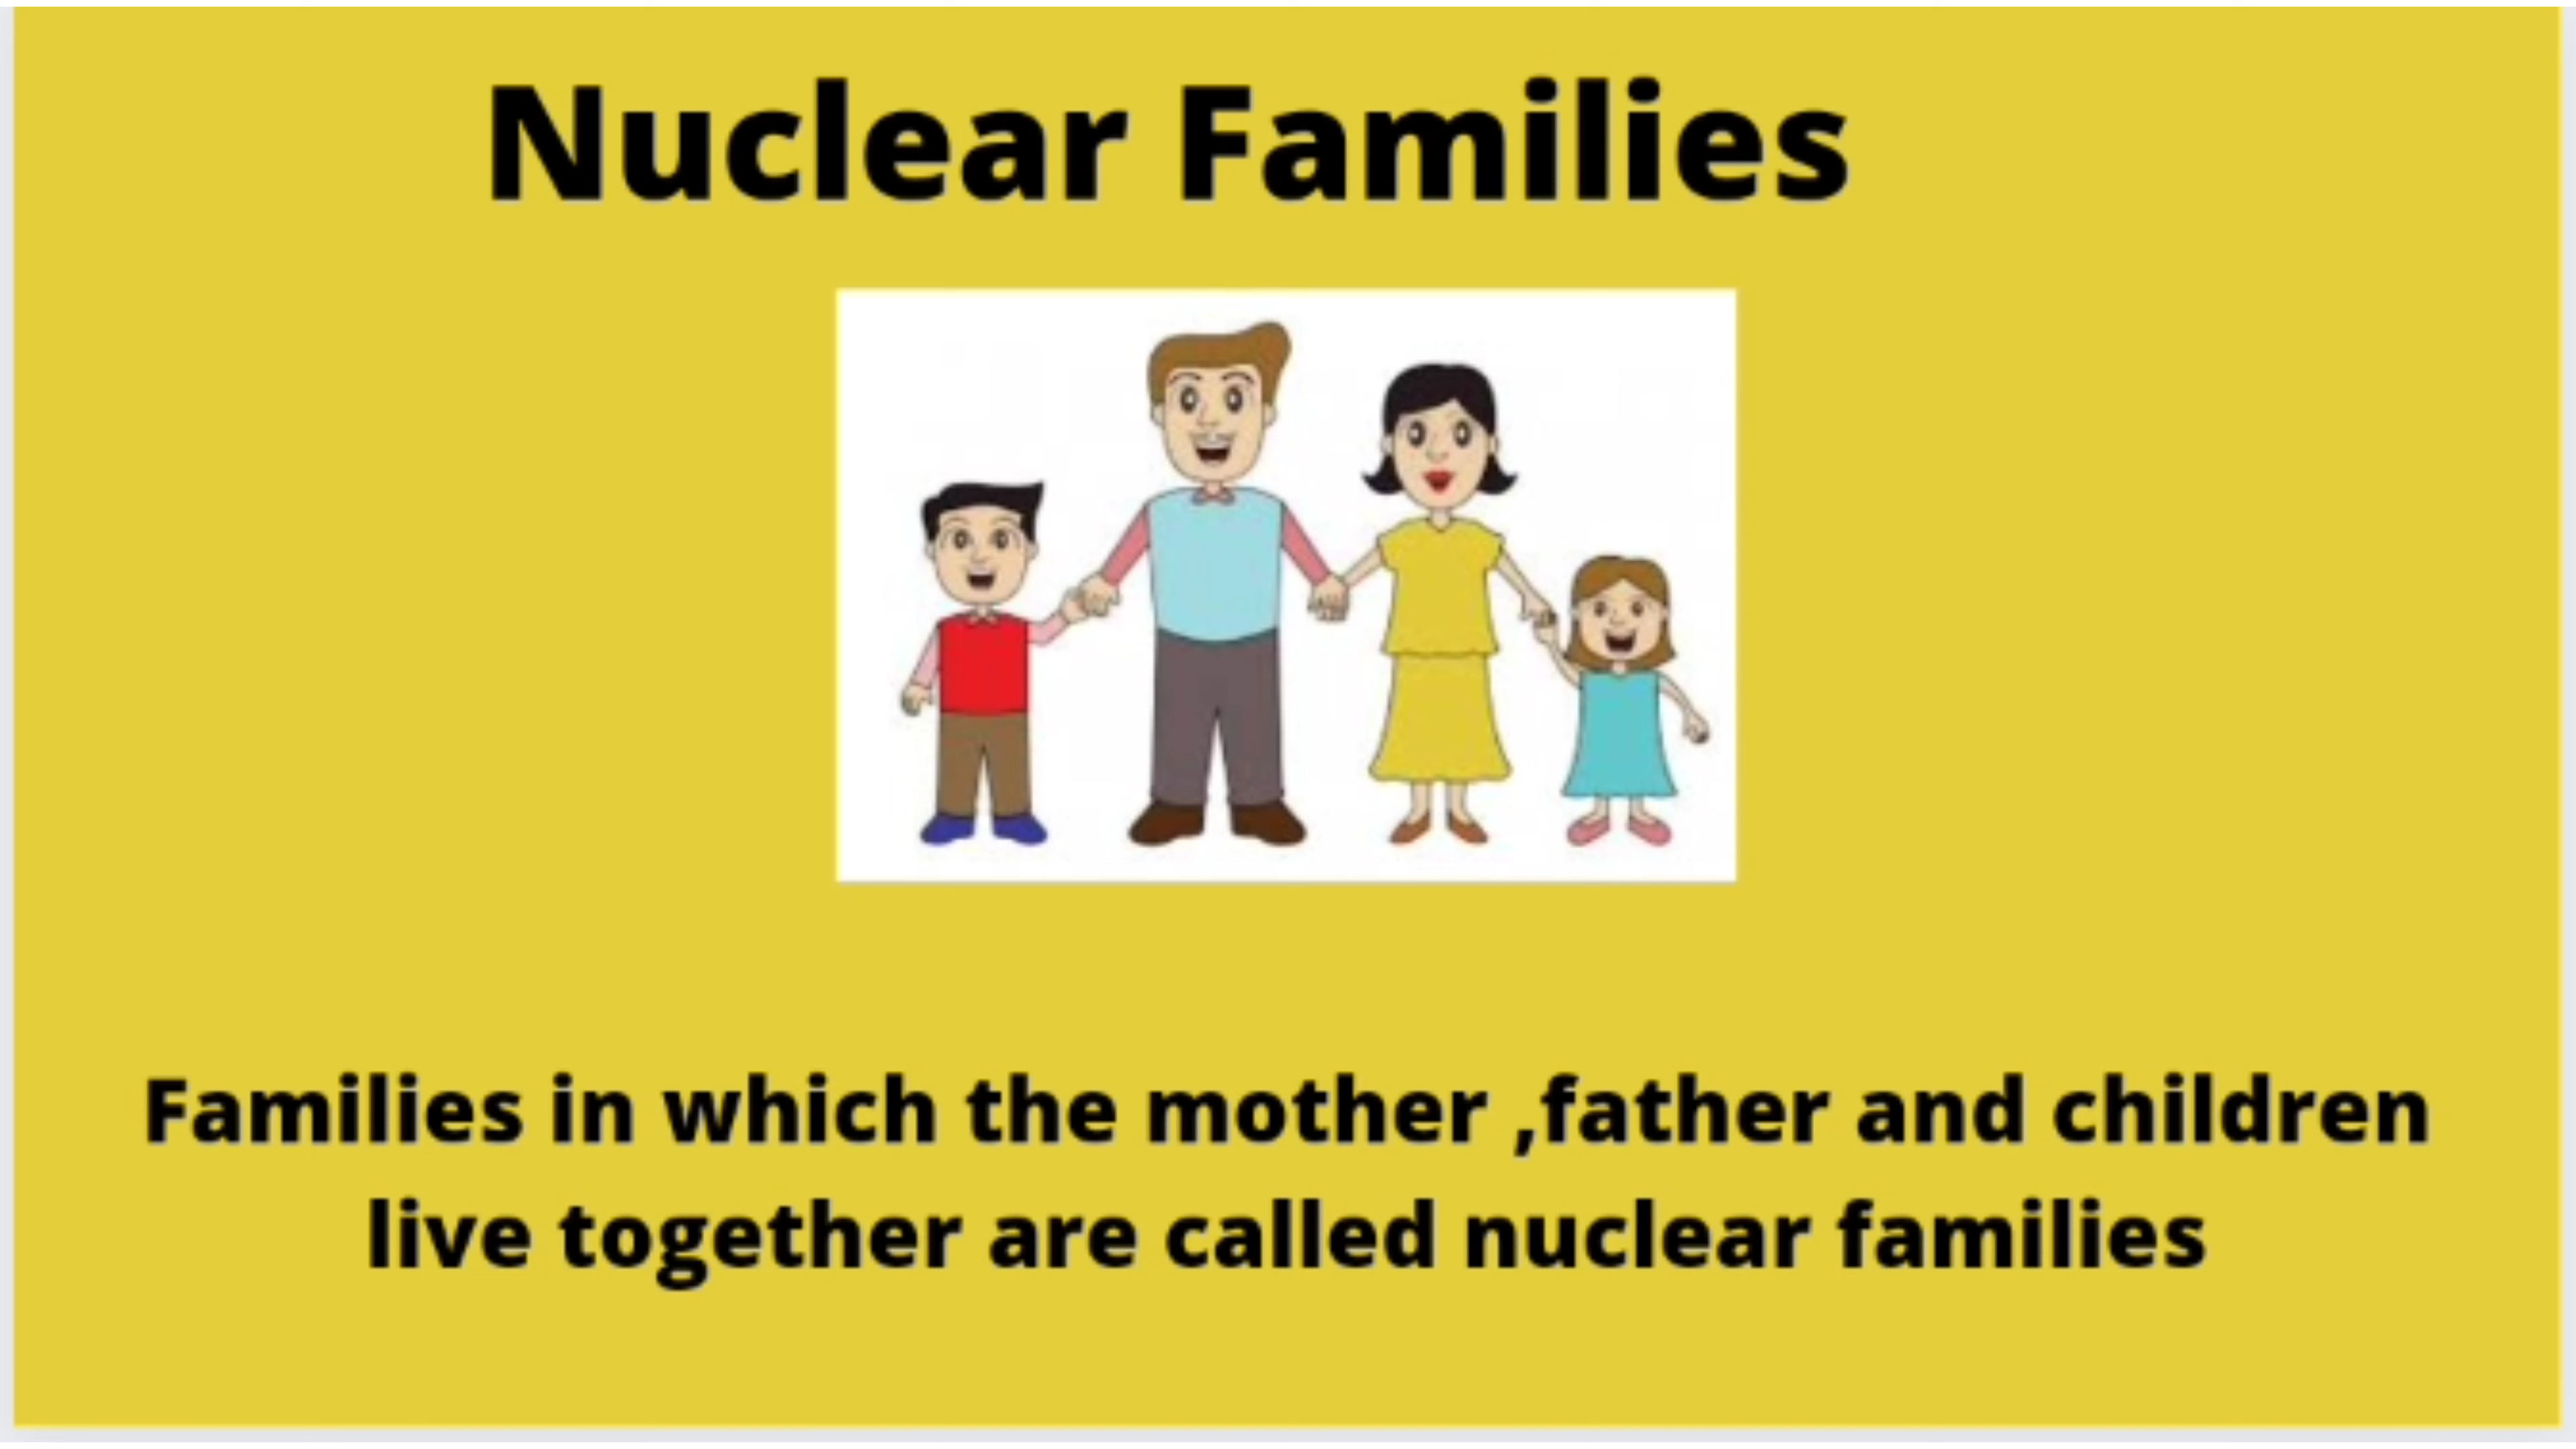 Nuclear Families
Families in which the mother ,father and children
live together are called nuclear families